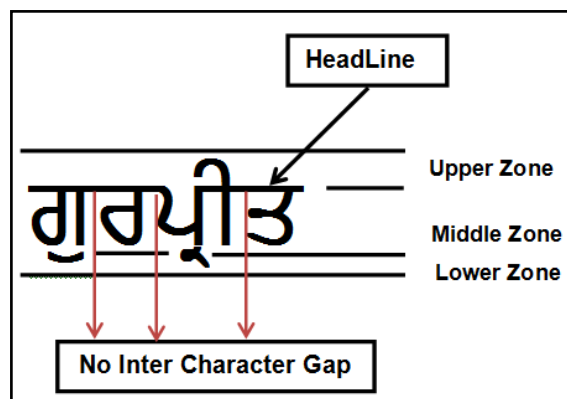 HeadLine
Upper Zone
ਗੁਰਪ੍ਰੀਤ
Middle Zone
Lower Zone
No Inter Character Gap